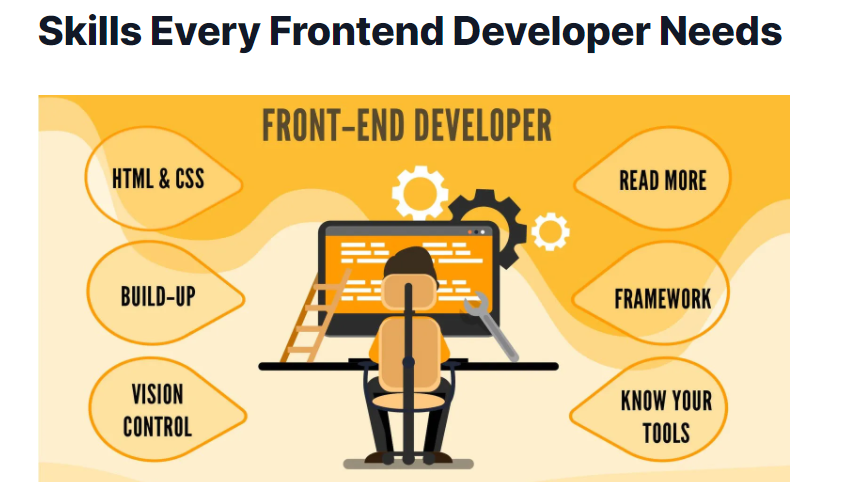 Skills Every Frontend Developer Needs
FRONT-END DEVELOPER
HTML & CSS
READ MORE
BUILD-UP
FRAMEWORK
VISION
CONTROL
KNOW YOUR
TOOLS